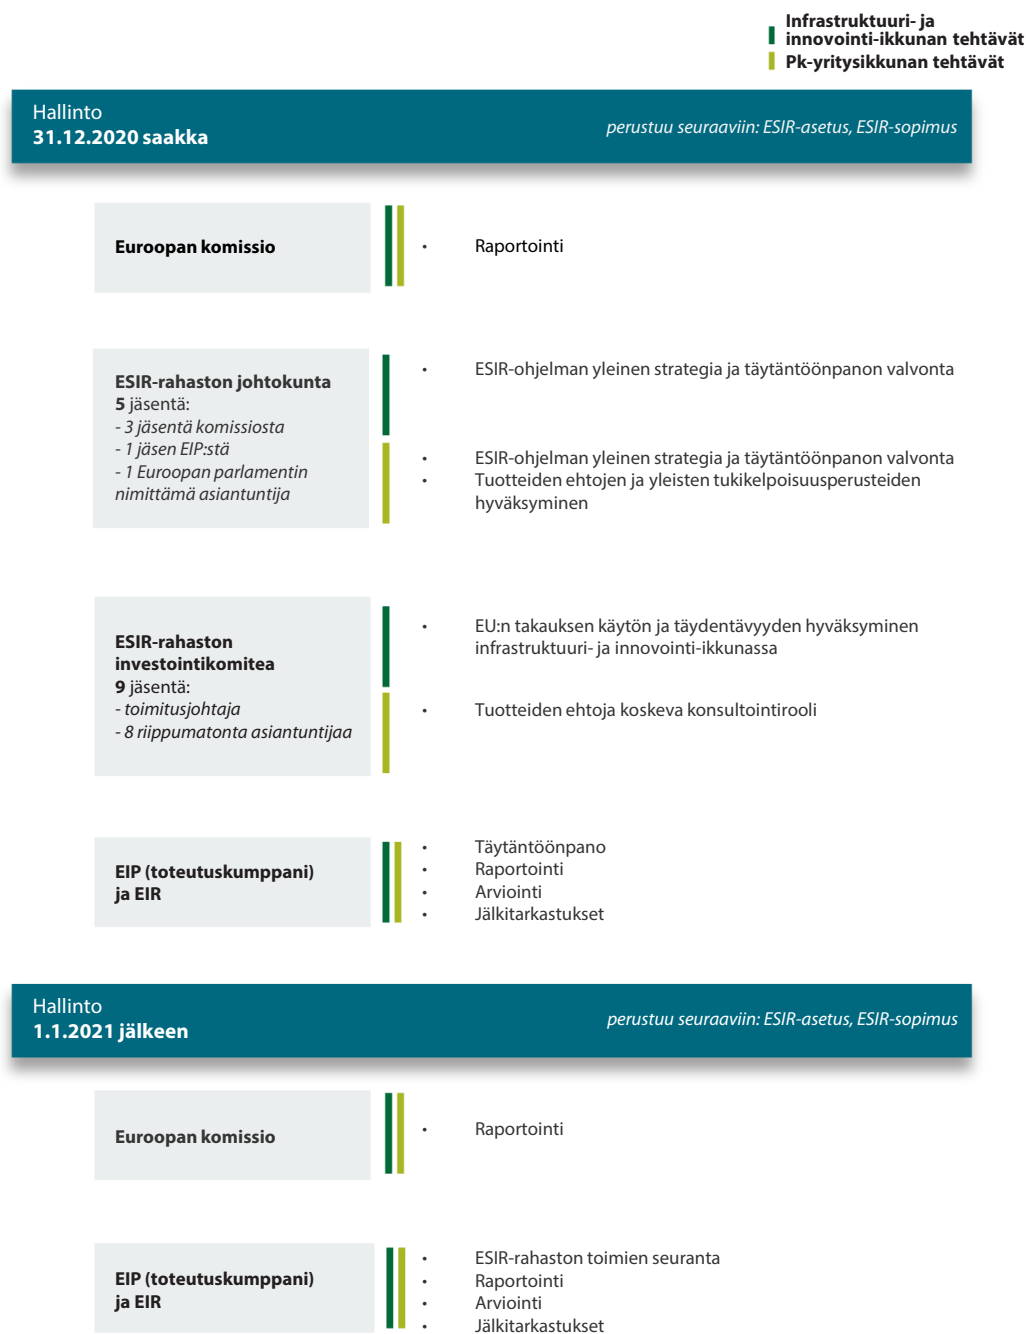 Infrastruktuuri- ja
innovointi-ikkunan tehtävät
Pk-yritysikkunan tehtävät
Hallinto
31.12.2020 saakka
perustuu seuraaviin: ESIR-asetus, ESIR-sopimus
Euroopan komissio
• Raportointi
ESIR-rahaston johtokunta
5 jäsentä:
- 3 jäsentä komissiosta
- 1 jäsen EIP:stä
- 1 Euroopan parlamentin
nimittämä asiantuntija
• ESIR-ohjelman yleinen strategia ja täytäntöönpanon valvonta
• ESIR-ohjelman yleinen strategia ja täytäntöönpanon valvonta
• Tuotteiden ehtojen ja yleisten tukikelpoisuusperusteiden
hyväksyminen
ESIR-rahaston
investointikomitea
9 jäsentä:
- toimitusjohtaja
- 8 riippumatonta asiantuntijaa
• EU:n takauksen käytön ja täydentävyyden hyväksyminen
infrastruktuuri- ja innovointi-ikkunassa
• Tuotteiden ehtoja koskeva konsultointirooli
EIP (toteutuskumppani)
ja EIR
• Täytäntöönpano
• Raportointi
• Arviointi
• Jälkitarkastukset
Hallinto
1.1.2021 jälkeen
perustuu seuraaviin: ESIR-asetus, ESIR-sopimus
Euroopan komissio
• Raportointi
EIP (toteutuskumppani)
ja EIR
• ESIR-rahaston toimien seuranta
• Raportointi
• Arviointi
• Jälkitarkastukset